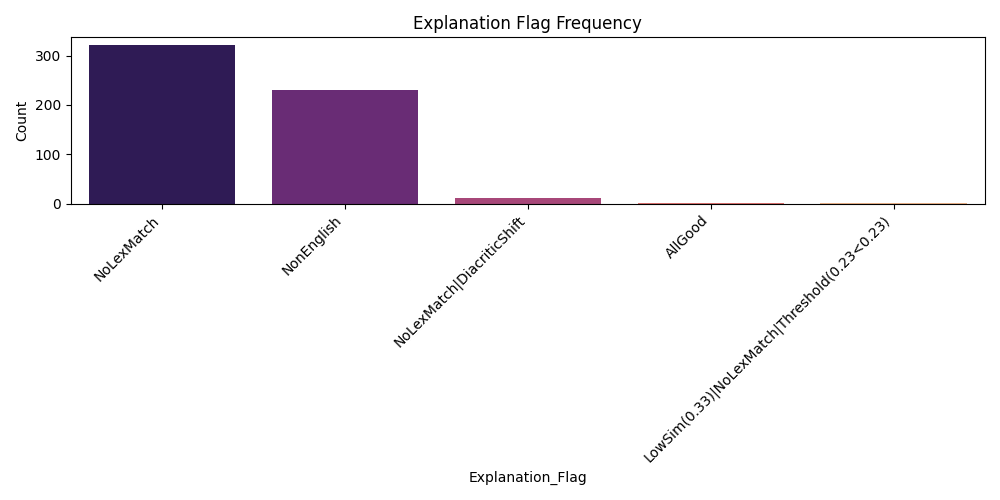 Explanation Flag Frequency
Count
300
200
100
0
NoLexMatch
NonEnglish
NoLexMatch|DiacriticShift
AllGood
LowSim(0.33)|NoLexMatch|Threshold(0.23<0.23)
Explanation_Flag